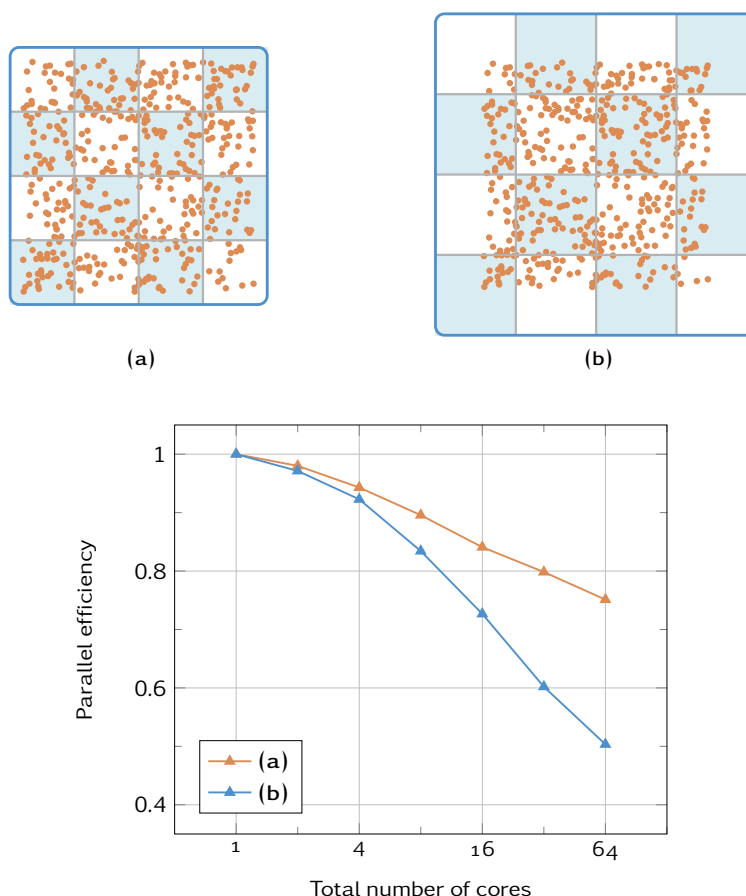 (a)
(b)
1
0.8
0.6
0.4
Parallel efficiency
(a)
(b)
1 4 16 64
Total number of cores